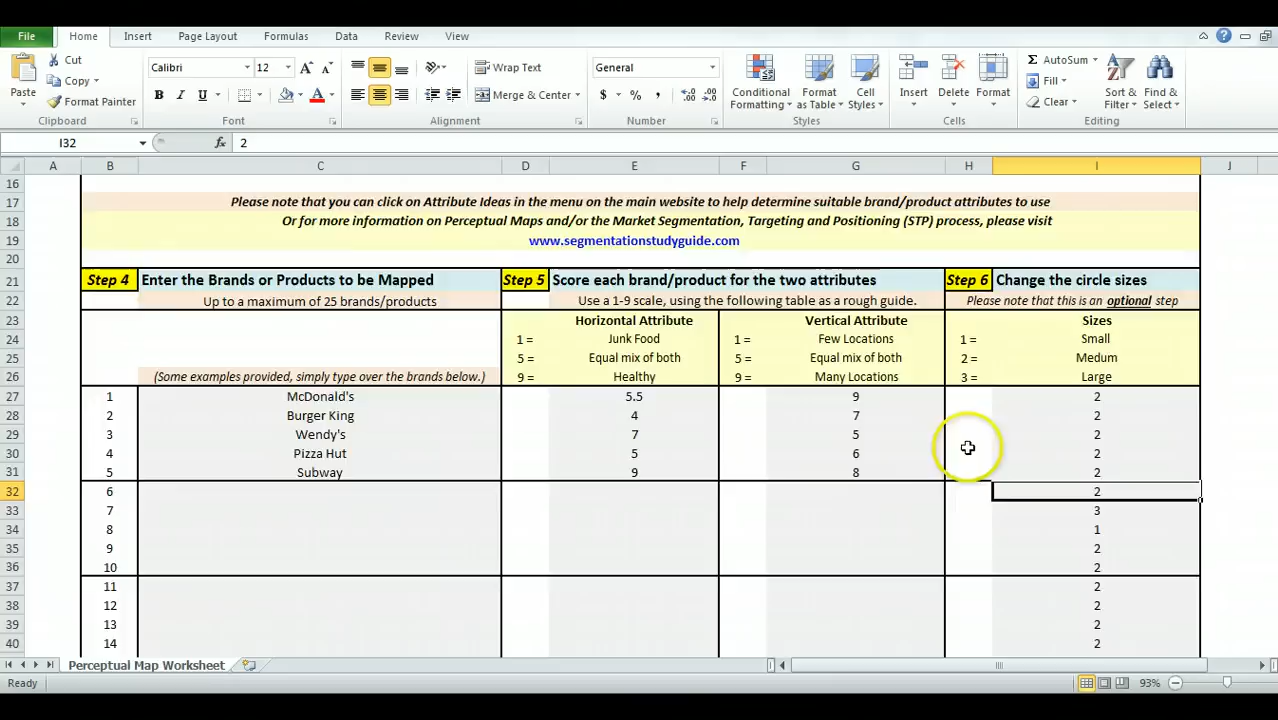 File Home Insert Page Layout Formulas Data Review View
Cut
Copy
Format Painter
Paste
Clipboard
Calibri 12
B I U
Font
Wrap Text
Merge & Center
Alignment
General
$ % ,
Number
Conditional Formatting
Format as Table
Cell Styles
Styles
Insert Delete Format
Cells
Σ AutoSum
Fill
Clear
Sort & Filter
Find & Select
Editing
I32 fx 2
A B C D E F G H I J
16
17 Please note that you can click on Attribute Ideas in the menu on the main website to help determine suitable brand/product attributes to use
18 Or for more information on Perceptual Maps and/or the Market Segmentation, Targeting and Positioning (STP) process, please visit
19 www.segmentationstudyguide.com
20
21 Step 4 Enter the Brands or Products to be Mapped Step 5 Score each brand/product for the two attributes Step 6 Change the circle sizes
22 Up to a maximum of 25 brands/products Use a 1-9 scale, using the following table as a rough guide. Please note that this is an optional step
23 Horizontal Attribute Vertical Attribute Sizes
24 1 = Junk Food 1 = Few Locations 1 = Small
25 5 = Equal mix of both 5 = Equal mix of both 2 = Medum
26 (Some examples provided, simply type over the brands below.) 9 = Healthy 9 = Many Locations 3 = Large
27 1 McDonald's 5.5 9 2
28 2 Burger King 4 7 2
29 3 Wendy's 7 5 2
30 4 Pizza Hut 5 6 2
31 5 Subway 9 8 2
32 6 2
33 7 3
34 8 1
35 9 2
36 10 2
37 11 2
38 12 2
39 13 2
40 14 2
Perceptual Map Worksheet
Ready 93%